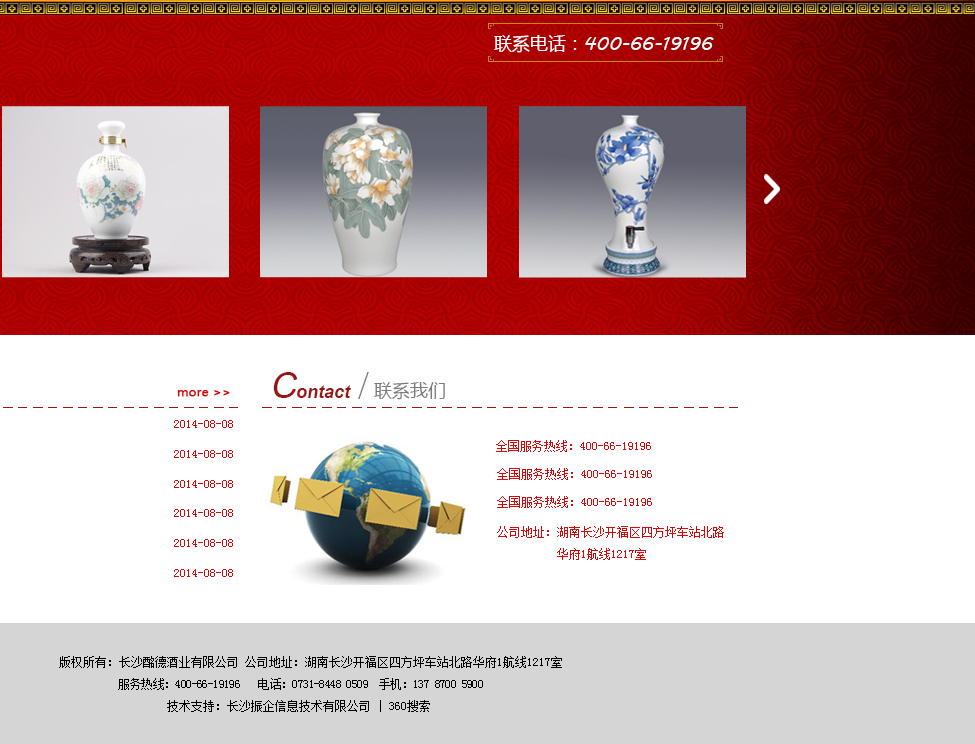 联系电话：400-66-19196
more >>
Contact / 联系我们
2014-08-08
2014-08-08
2014-08-08
2014-08-08
2014-08-08
2014-08-08
全国服务热线：400-66-19196
全国服务热线：400-66-19196
全国服务热线：400-66-19196
公司地址：湖南长沙开福区四方坪车站北路
华府1航线1217室
版权所有：长沙酩德酒业有限公司 公司地址：湖南长沙开福区四方坪车站北路华府1航线1217室
服务热线：400-66-19196 电话：0731-8448 0509 手机：137 8700 5900
技术支持：长沙振企信息技术有限公司 | 360搜索